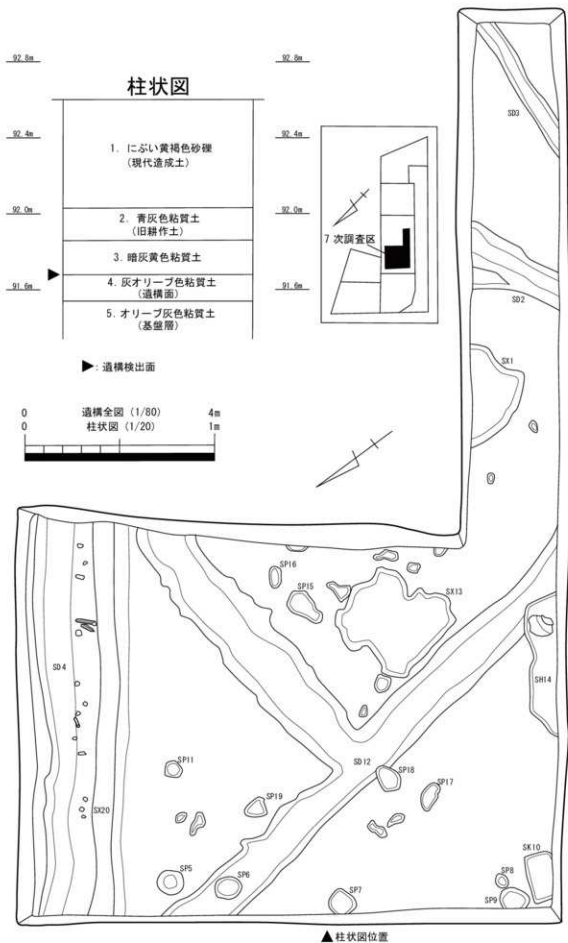 柱状図
92.8m
92.4m
92.0m
91.6m
1. にぶい黄褐色砂礫
(現代造成土)
2. 青灰色粘質土
(旧耕作土)
3. 暗灰黄色粘質土
4. 灰オリーブ色粘質土
(遺構面)
5. オリーブ灰色粘質土
(基盤層)
▶: 遺構検出面
92.8m
92.4m
92.0m
91.6m
7次調査区
0 遺構全図 (1/80) 4m
0 柱状図 (1/20) 1m
SD3
SD2
SX1
SP16
SP15
SX13
SH14
SD4
SD12
SP11
SP18
SP17
SP19
SX20
SK10
SP5
SP6
SP7
SP8
SP9
▲柱状図位置